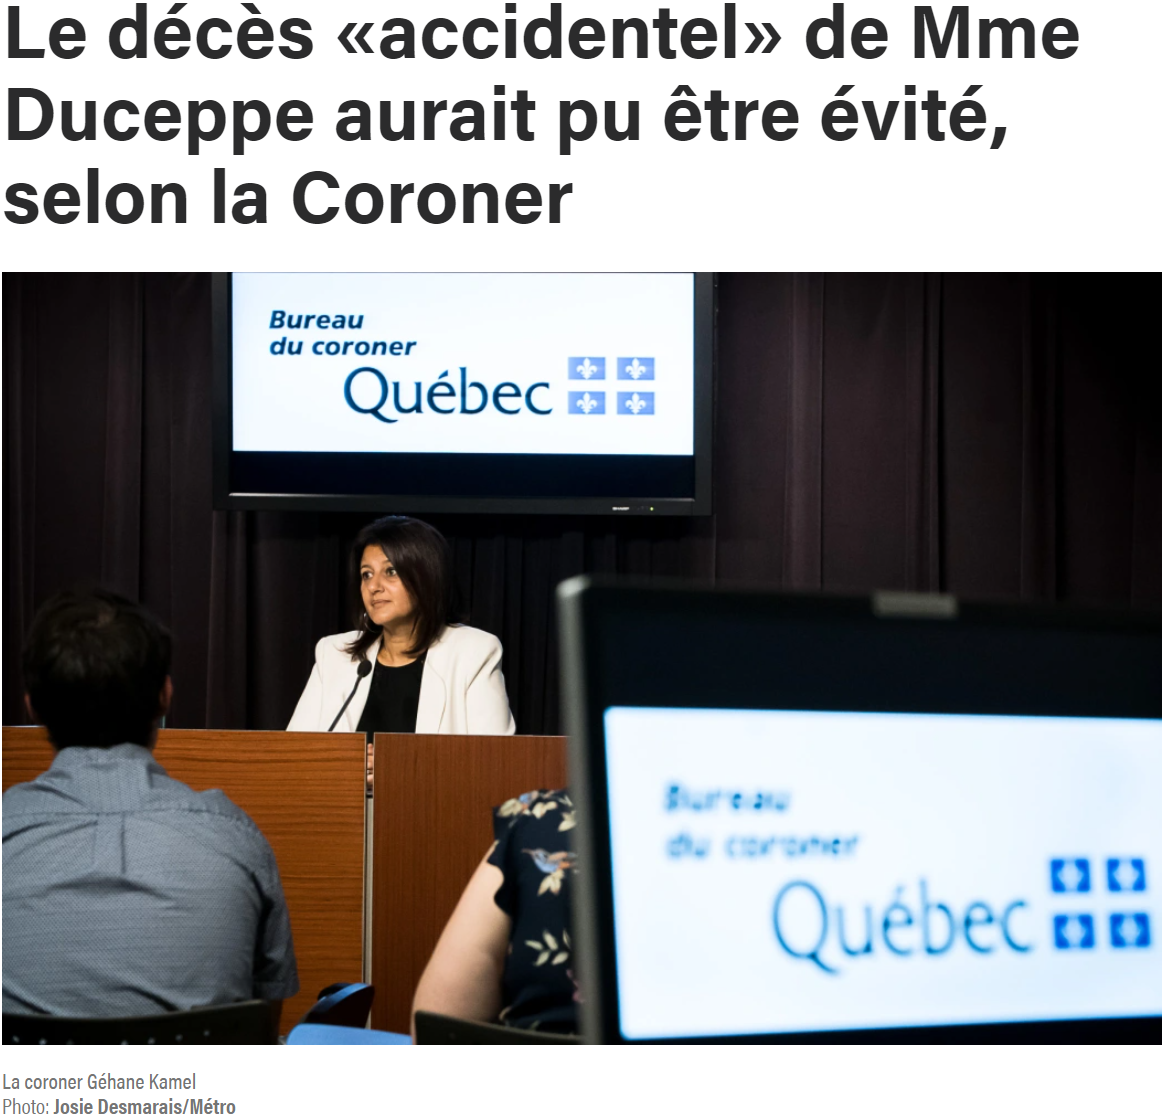 Le décès «accidentel» de Mme
Duceppe aurait pu être évité,
selon la Coroner
Bureau
du coroner
Québec
SHARP
Bureau
du coroner
Québec
La coroner Géhane Kamel
Photo: Josie Desmarais/Métro